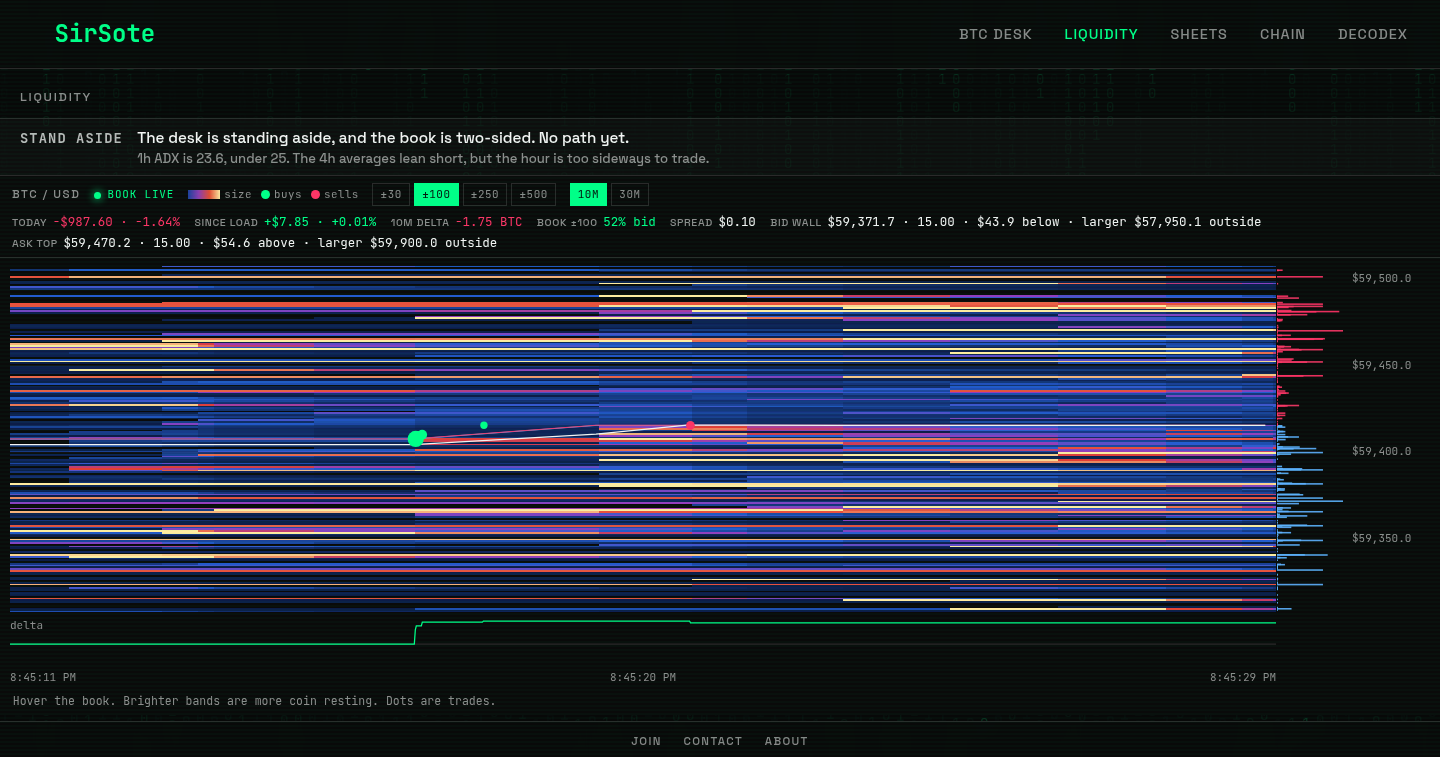 SirSote
BTC DESK LIQUIDITY SHEETS CHAIN DECODEX
LIQUIDITY
STAND ASIDE The desk is standing aside, and the book is two-sided. No path yet.
1h ADX is 23.6, under 25. The 4h averages lean short, but the hour is too sideways to trade.
BTC / USD BOOK LIVE size buys sells ±30 ±100 ±250 ±500 10M 30M
TODAY -$987.60 · -1.64% SINCE LOAD +$7.85 · +0.01% 10M DELTA -1.75 BTC BOOK ±100 52% bid SPREAD $0.10 BID WALL $59,371.7 · 15.00 · $43.9 below · larger $57,950.1 outside
ASK TOP $59,470.2 · 15.00 · $54.6 above · larger $59,900.0 outside
$59,500.0
$59,450.0
$59,400.0
$59,350.0
delta
8:45:11 PM 8:45:20 PM 8:45:29 PM
Hover the book. Brighter bands are more coin resting. Dots are trades.
JOIN CONTACT ABOUT